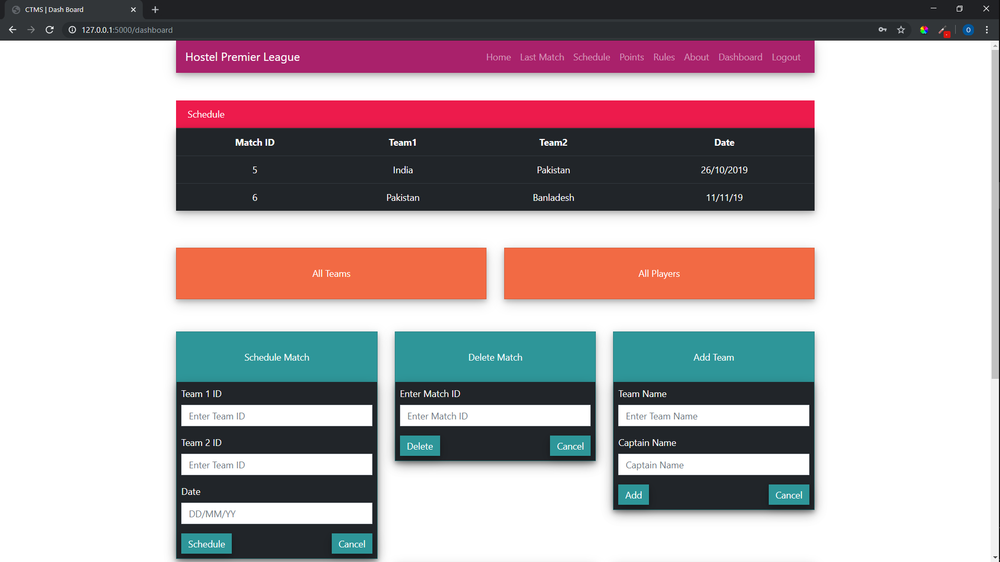 CTMS | Dash Board
127.0.0.1:5000/dashboard
O
Hostel Premier League
Home Last Match Schedule Points Rules About Dashboard Logout
Schedule
Match ID Team1 Team2 Date
5 India Pakistan 26/10/2019
6 Pakistan Banladesh 11/11/19
All Teams
All Players
Schedule Match
Team 1 ID
Enter Team ID
Team 2 ID
Enter Team ID
Date
DD/MM/YY
Schedule Cancel
Delete Match
Enter Match ID
Enter Match ID
Delete Cancel
Add Team
Team Name
Enter Team Name
Captain Name
Captain Name
Add Cancel